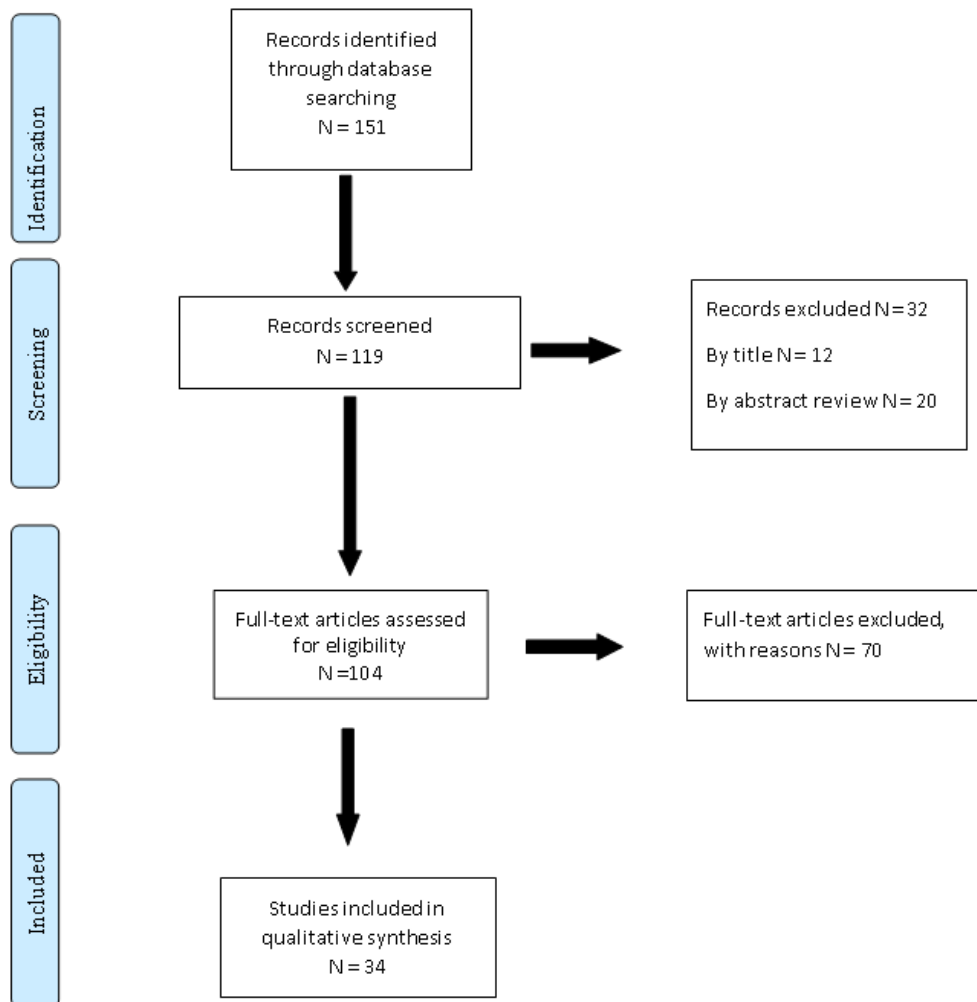 Identification
Records identified
through database
searching
N = 151
Screening
Records screened
N = 119
Records excluded N= 32
By title N= 12
By abstract review N= 20
Eligibility
Full-text articles assessed
for eligibility
N =104
Full-text articles excluded,
with reasons N= 70
Included
Studies included in
qualitative synthesis
N = 34